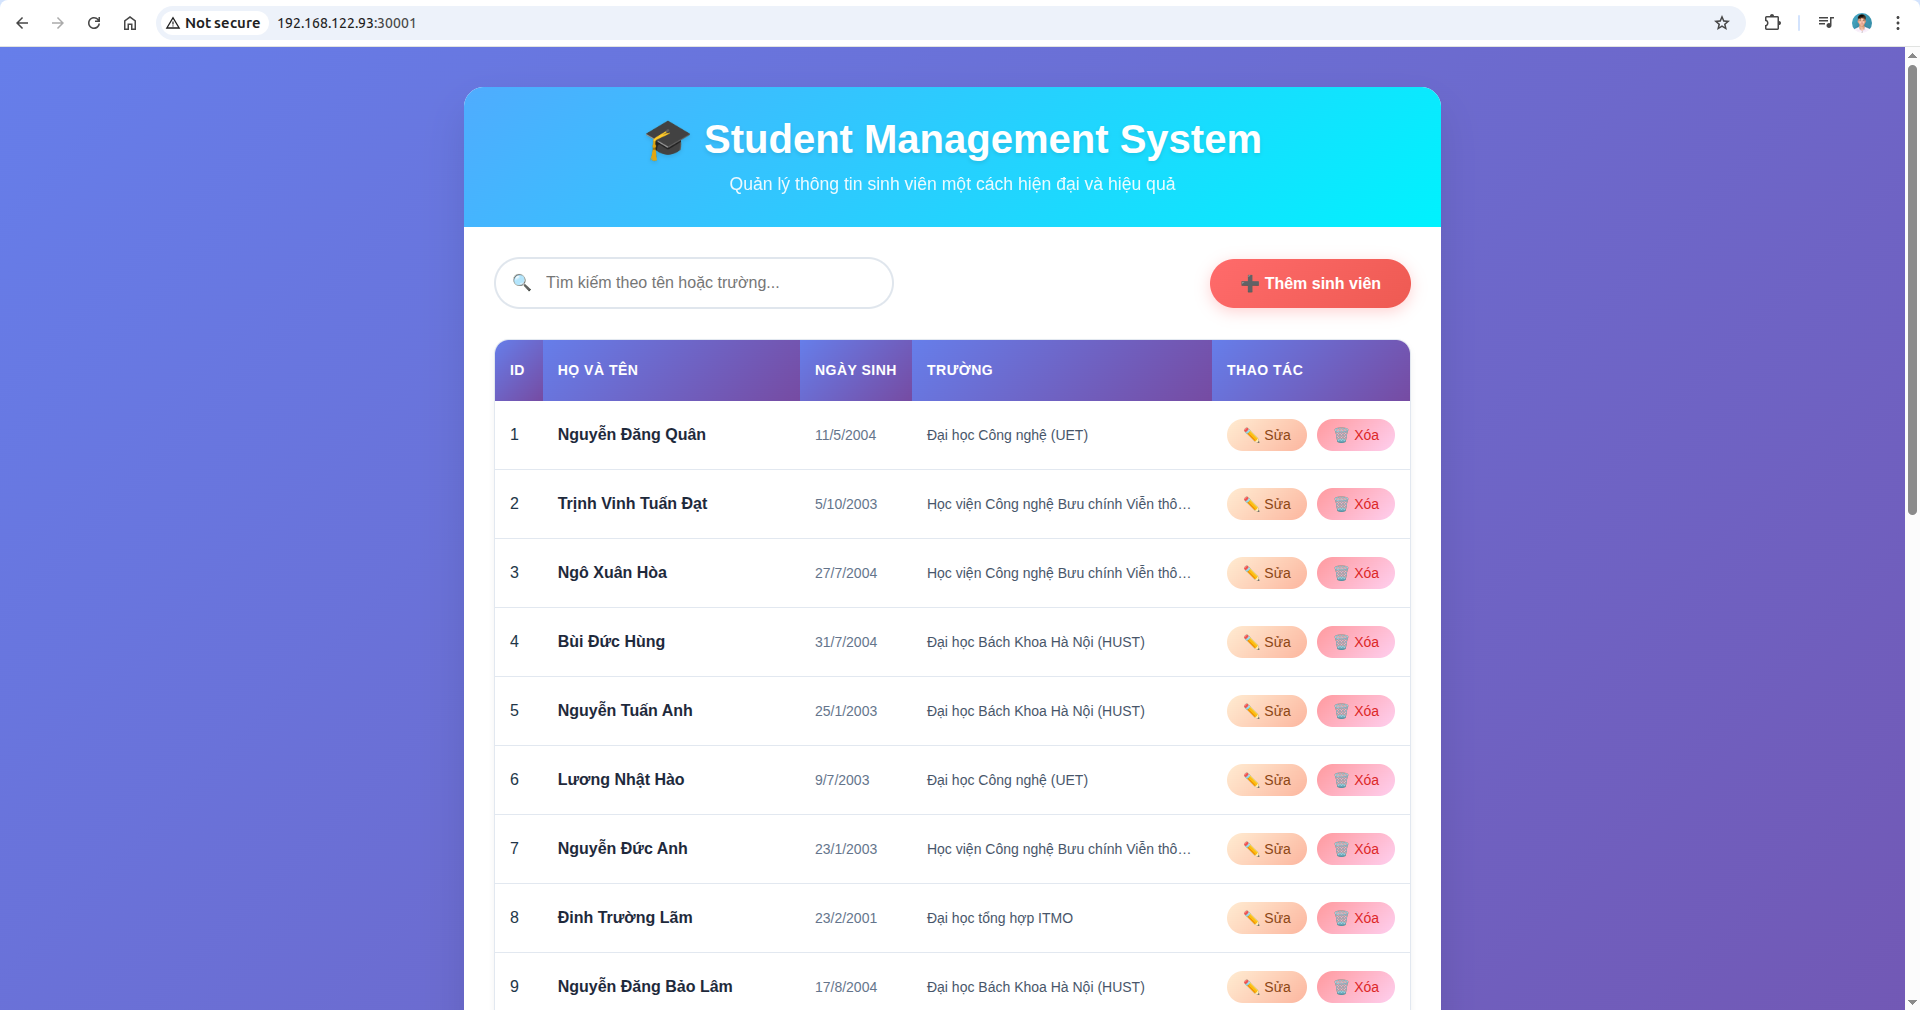 Not secure 192.168.122.93:30001
Student Management System
Quản lý thông tin sinh viên một cách hiện đại và hiệu quả
Tìm kiếm theo tên hoặc trường... Thêm sinh viên
ID HỌ VÀ TÊN NGÀY SINH TRƯỜNG THAO TÁC
1 Nguyễn Đăng Quân 11/5/2004 Đại học Công nghệ (UET) Sửa Xóa
2 Trịnh Vinh Tuấn Đạt 5/10/2003 Học viện Công nghệ Bưu chính Viễn thô... Sửa Xóa
3 Ngô Xuân Hòa 27/7/2004 Học viện Công nghệ Bưu chính Viễn thô... Sửa Xóa
4 Bùi Đức Hùng 31/7/2004 Đại học Bách Khoa Hà Nội (HUST) Sửa Xóa
5 Nguyễn Tuấn Anh 25/1/2003 Đại học Bách Khoa Hà Nội (HUST) Sửa Xóa
6 Lương Nhật Hào 9/7/2003 Đại học Công nghệ (UET) Sửa Xóa
7 Nguyễn Đức Anh 23/1/2003 Học viện Công nghệ Bưu chính Viễn thô... Sửa Xóa
8 Đinh Trường Lãm 23/2/2001 Đại học tổng hợp ITMO Sửa Xóa
9 Nguyễn Đăng Bảo Lâm 17/8/2004 Đại học Bách Khoa Hà Nội (HUST) Sửa Xóa